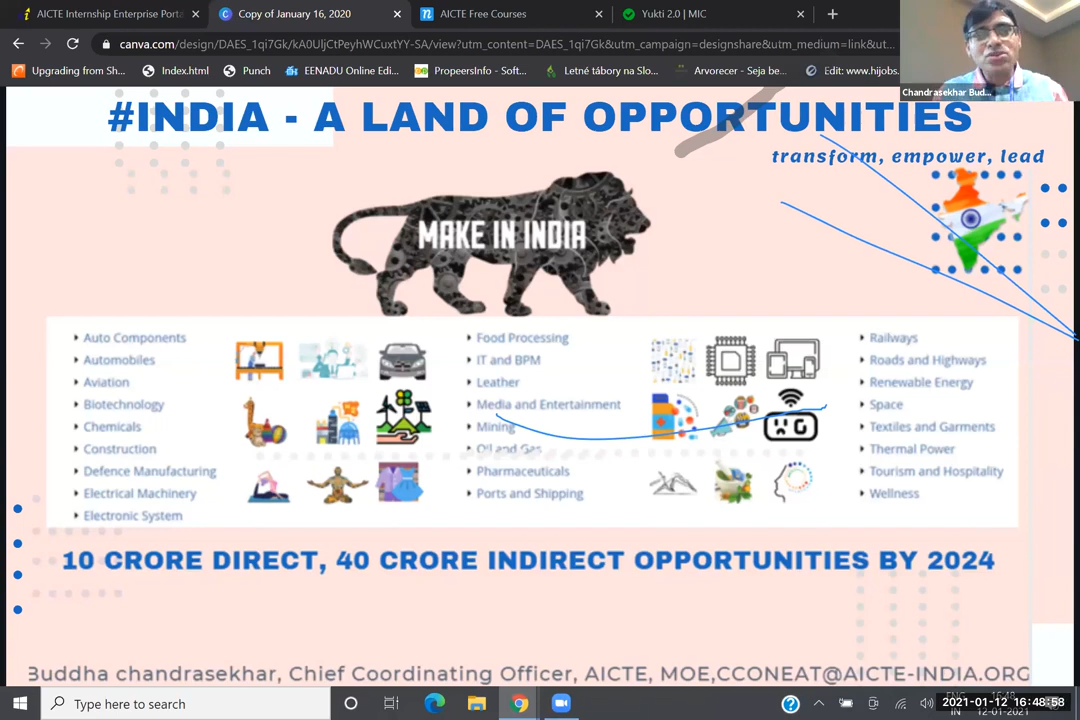 AICTE Internship Enterprise Porta
Copy of January 16, 2020
AICTE Free Courses
Yukti 2.0 | MIC
canva.com/design/DAES_1qi7Gk/kA0UljCtPeyhWCuxtYY-SA/view?utm_content=DAES_1qi7Gk&utm_campaign=designshare&utm_medium=link&ut...
Upgrading from Sh...
Index.html
Punch
EENADU Online Edi...
PropeersInfo - Soft...
Letné tábory na Slo...
Arvorecer - Seja be...
Edit: www.hijobs.
Chandrasekhar Bud...
#INDIA - A LAND OF OPPORTUNITIES
transform, empower, lead
MAKE IN INDIA
Auto Components
Automobiles
Aviation
Biotechnology
Chemicals
Construction
Defence Manufacturing
Electrical Machinery
Electronic System
Food Processing
IT and BPM
Leather
Media and Entertainment
Mining
Oil and Gas
Pharmaceuticals
Ports and Shipping
Railways
Roads and Highways
Renewable Energy
Space
Textiles and Garments
Thermal Power
Tourism and Hospitality
Wellness
10 CRORE DIRECT, 40 CRORE INDIRECT OPPORTUNITIES BY 2024
Buddha chandrasekhar, Chief Coordinating Officer, AICTE, MOE,CCONEAT@AICTE-INDIA.ORG
Type here to search
ENG
IN
16:48
12-01-2021
2021-01-12 16:48:58